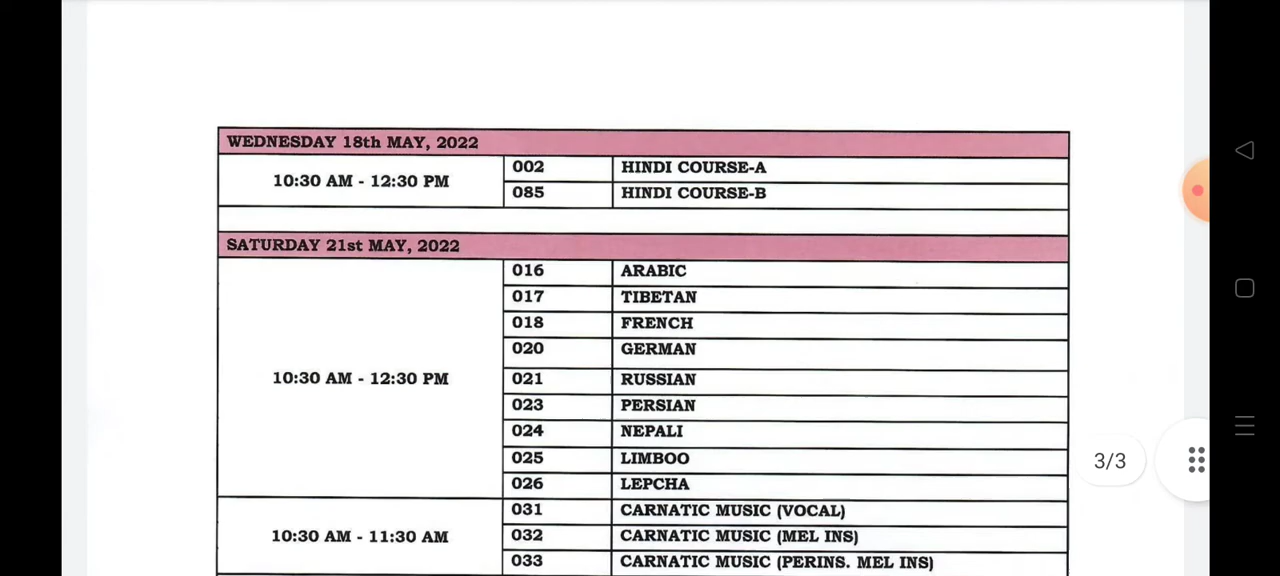 WEDNESDAY 18th MAY, 2022
10:30 AM - 12:30 PM
002 HINDI COURSE-A
085 HINDI COURSE-B
SATURDAY 21st MAY, 2022
10:30 AM - 12:30 PM
016 ARABIC
017 TIBETAN
018 FRENCH
020 GERMAN
021 RUSSIAN
023 PERSIAN
024 NEPALI
025 LIMBOO
026 LEPCHA
10:30 AM - 11:30 AM
031 CARNATIC MUSIC (VOCAL)
032 CARNATIC MUSIC (MEL INS)
033 CARNATIC MUSIC (PERINS. MEL INS)
3/3